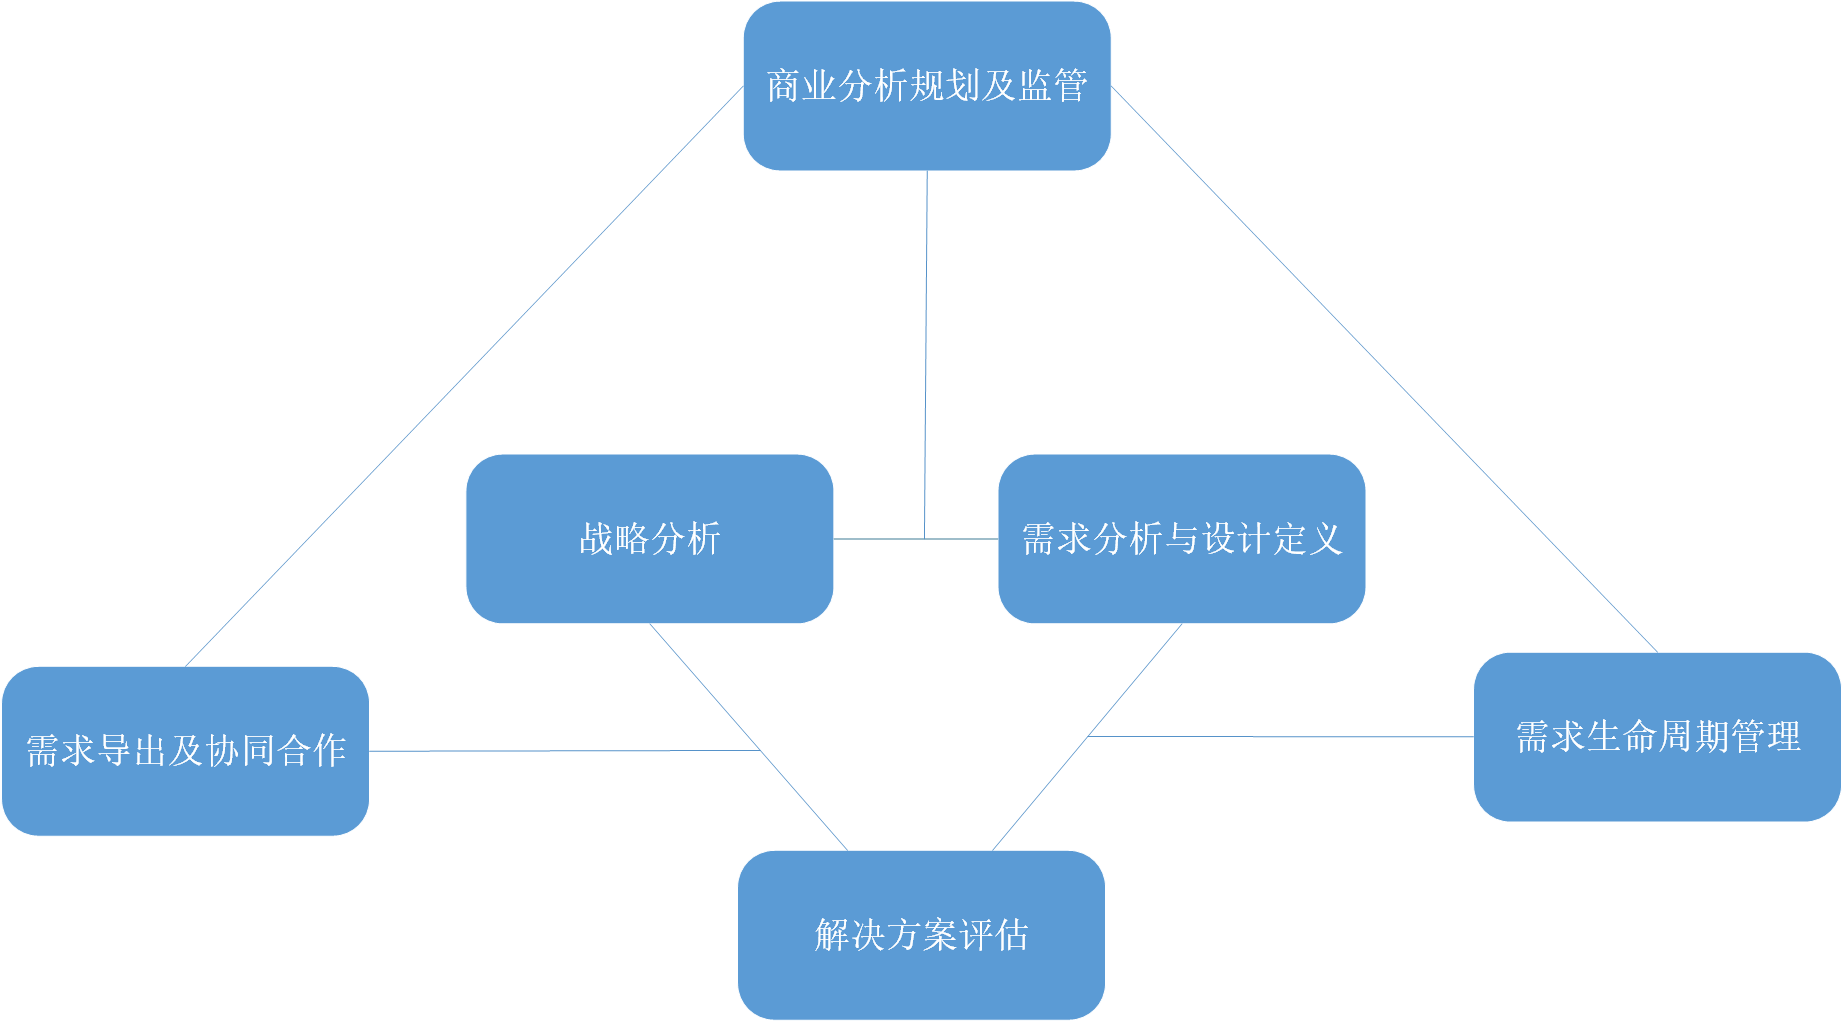 商业分析规划及监管
战略分析
需求分析与设计定义
需求导出及协同合作
需求生命周期管理
解决方案评估